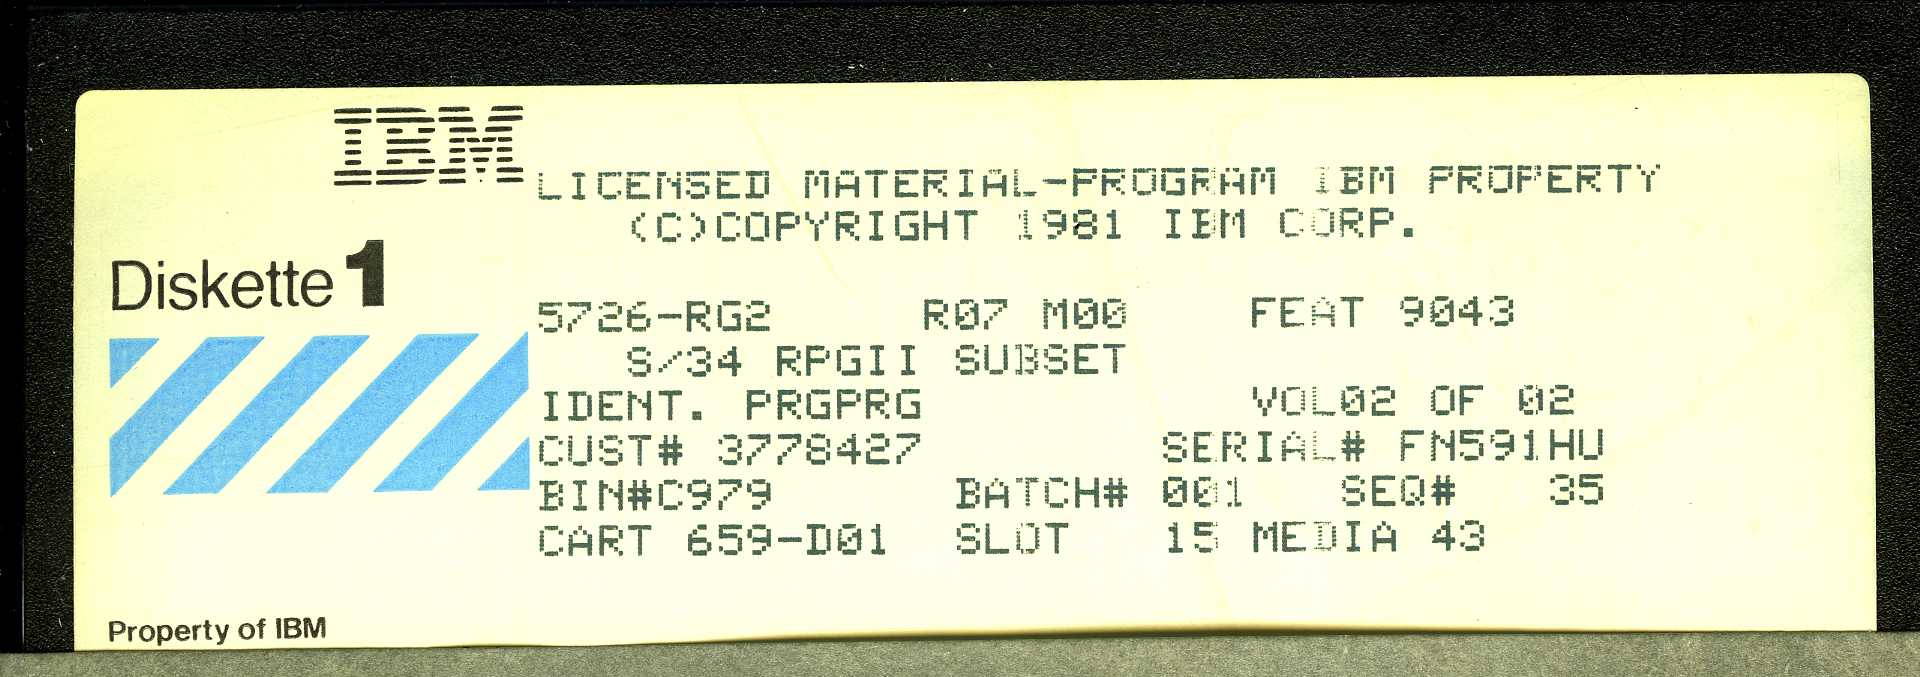 IBM
LICENSED MATERIAL-PROGRAM IBM PROPERTY
(C)COPYRIGHT 1981 IBM CORP.
Diskette 1
5726-RG2 R07 M00 FEAT 9043
S/34 RPGII SUBSET
IDENT. PRGPRG VOL02 OF 02
CUST# 3778427 SERIAL# FN591HU
BIN#C979 BATCH# 001 SEQ# 35
CART 659-D01 SLOT 15 MEDIA 43
Property of IBM